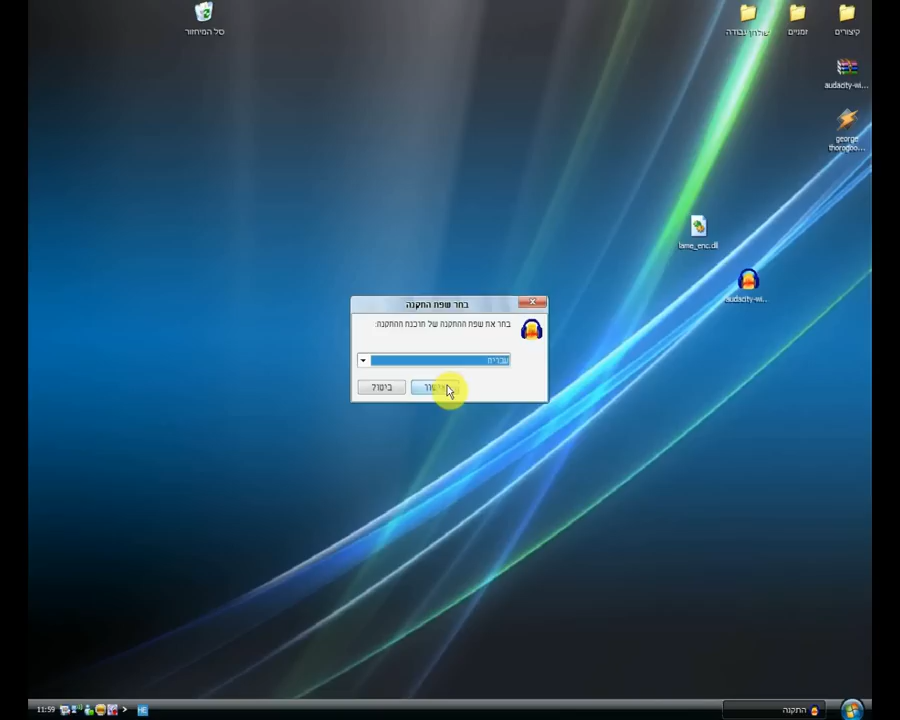 סל המיחזור
שולחן עבודה
זמניים
קיצורים
audacity-wi...
george
thorogoo...
lame_enc.dll
audacity-wi...
בחר שפת התקנה
בחר את שפת ההתקנה של תוכנת ההתקנה:
עברית
אישור
ביטול
התקנה
HE
11:59